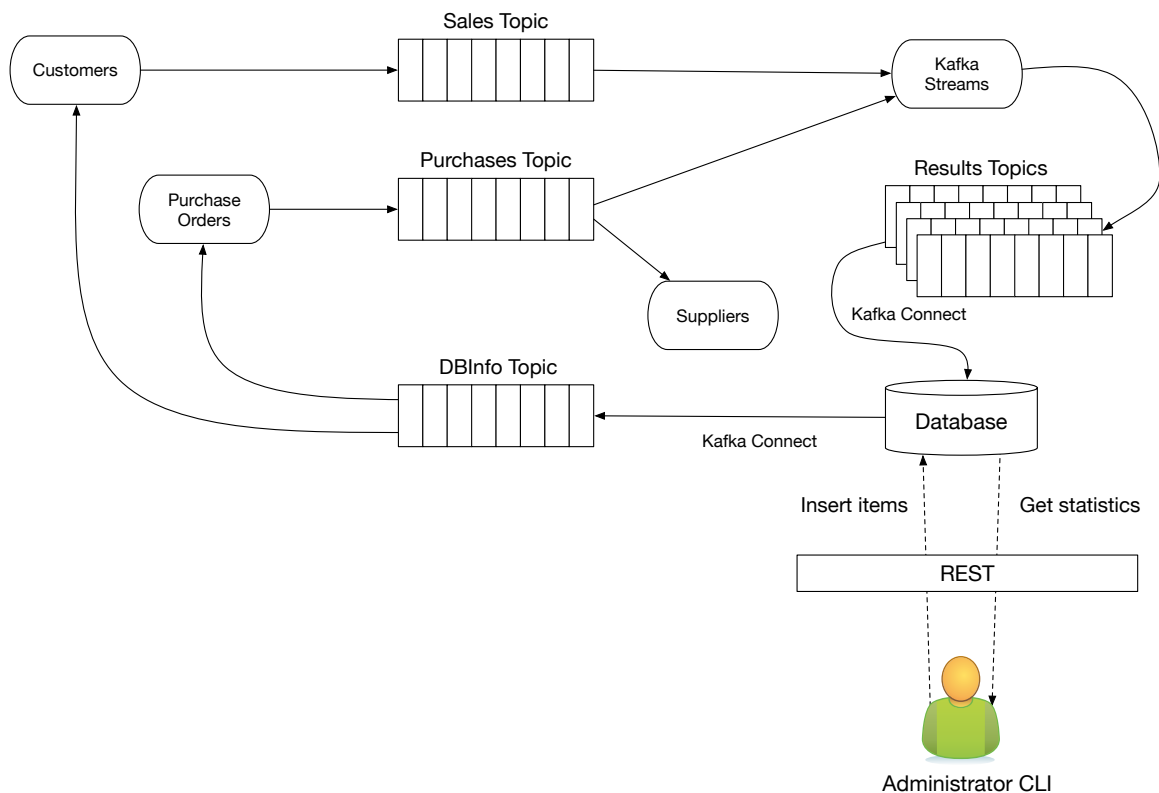 Sales Topic
Customers
Kafka
Streams
Purchases Topic
Results Topics
Purchase
Orders
Suppliers
Kafka Connect
DBInfo Topic
Database
Kafka Connect
Insert items
Get statistics
REST
Administrator CLI